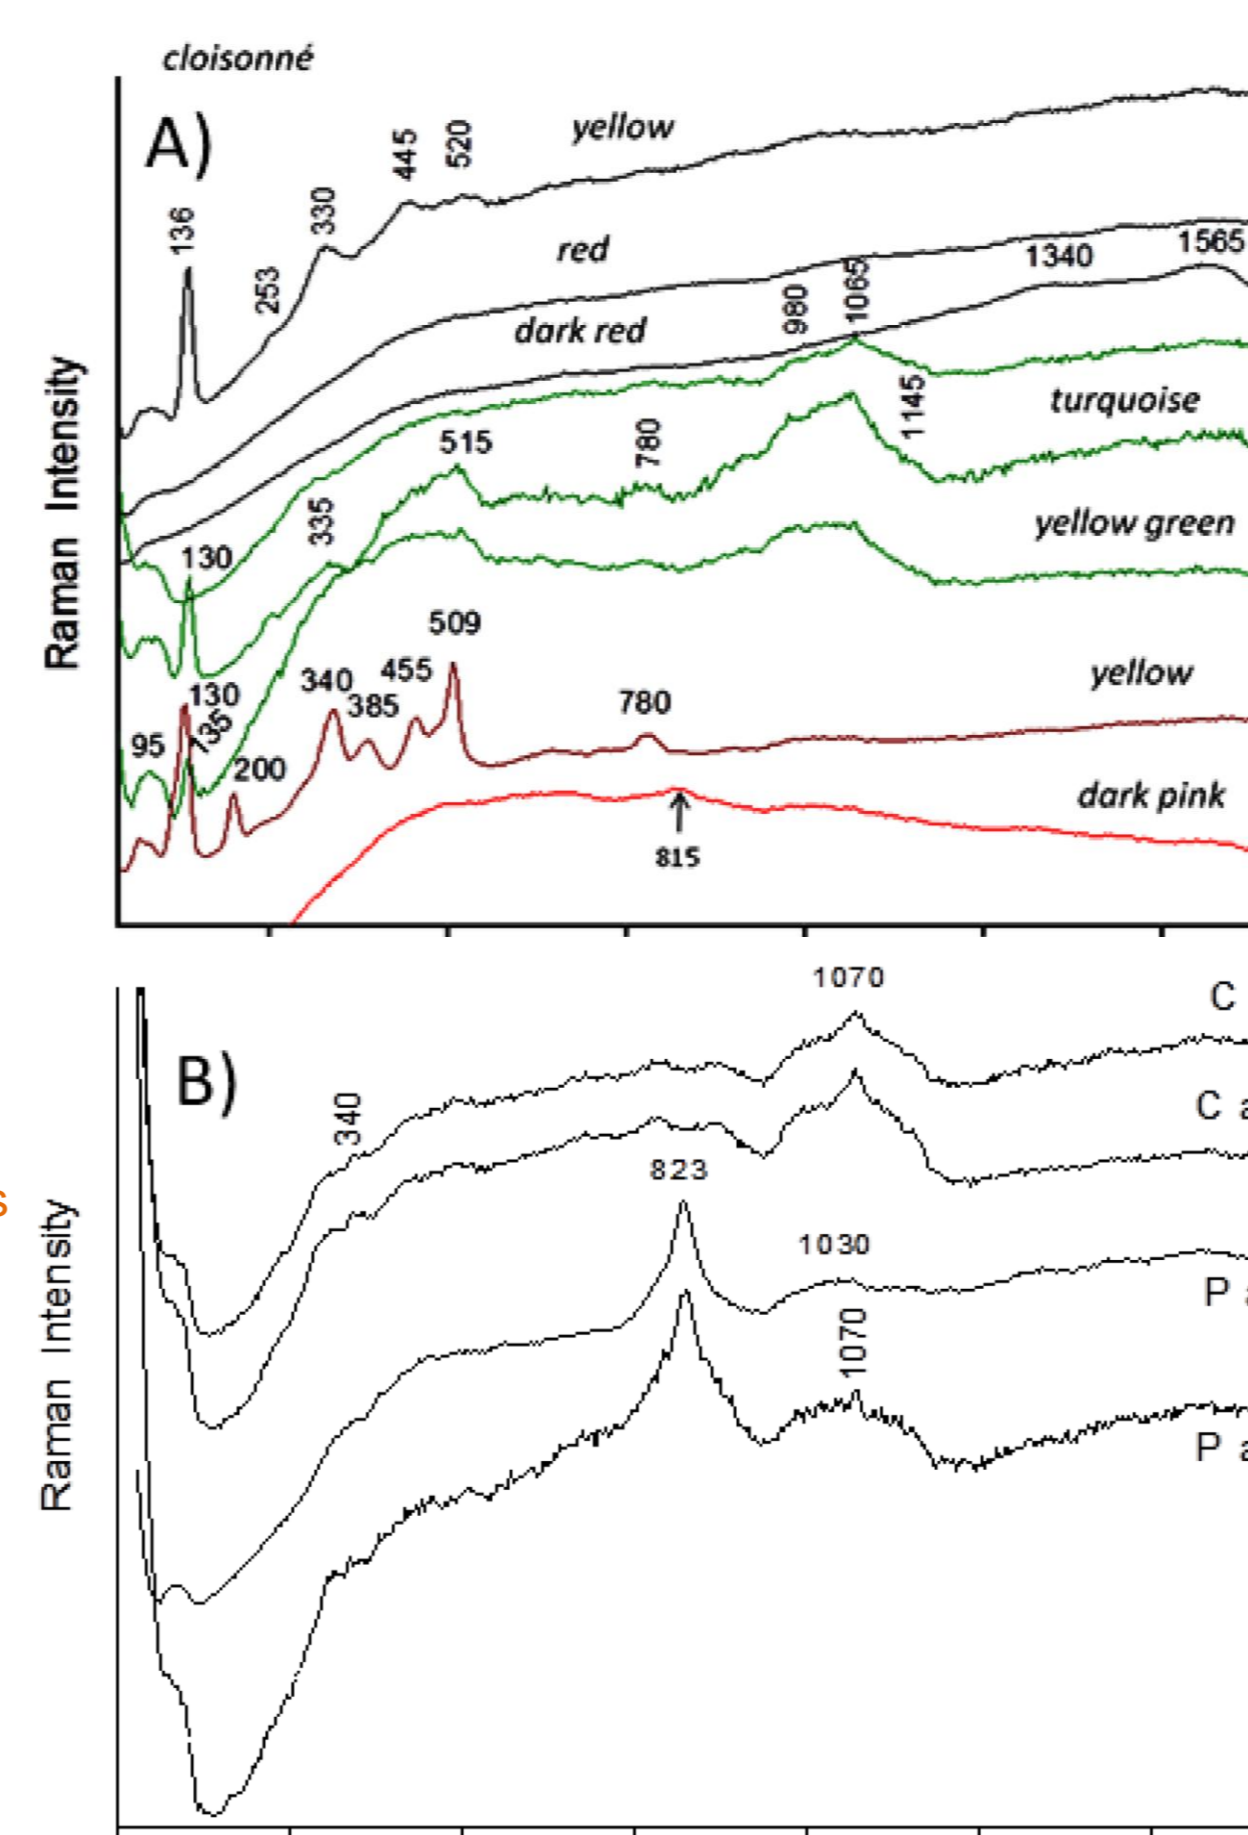 cloisonné
A)
136
253
330
445
520
yellow
red
dark red
980
1065
1340
1565
turquoise
1145
515
780
335
130
yellow green
509
340
385
455
780
yellow
130
135
95
200
dark pink
815
Raman Intensity
B)
1070
C
340
C a
823
1030
P a
1070
P a
s
Raman Intensity